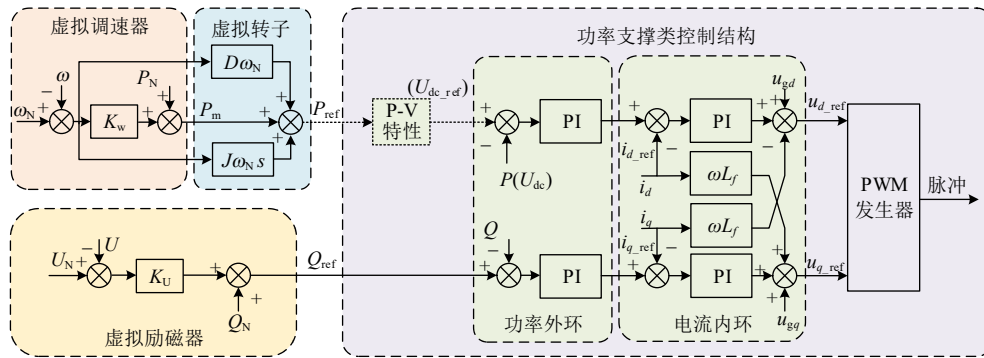 虚拟调速器
虚拟转子
功率支撑类控制结构
ω
−
ω_N
+
K_w
P_N
+
+
P_m
Dω_N
Jω_N s
+
+
+
P_ref
P-V
特性
(U_dc_ref)
+
−
P(U_dc)
PI
+
−
i_d_ref
i_d
PI
u_gd
+
+
−
u_d_ref
ωL_f
ωL_f
i_q
i_q_ref
PWM
发生器
脉冲
U_N
+
−
U
K_U
+
+
Q_N
Q_ref
Q
−
+
PI
+
−
PI
+
+
+
u_gq
u_q_ref
虚拟励磁器
功率外环
电流内环